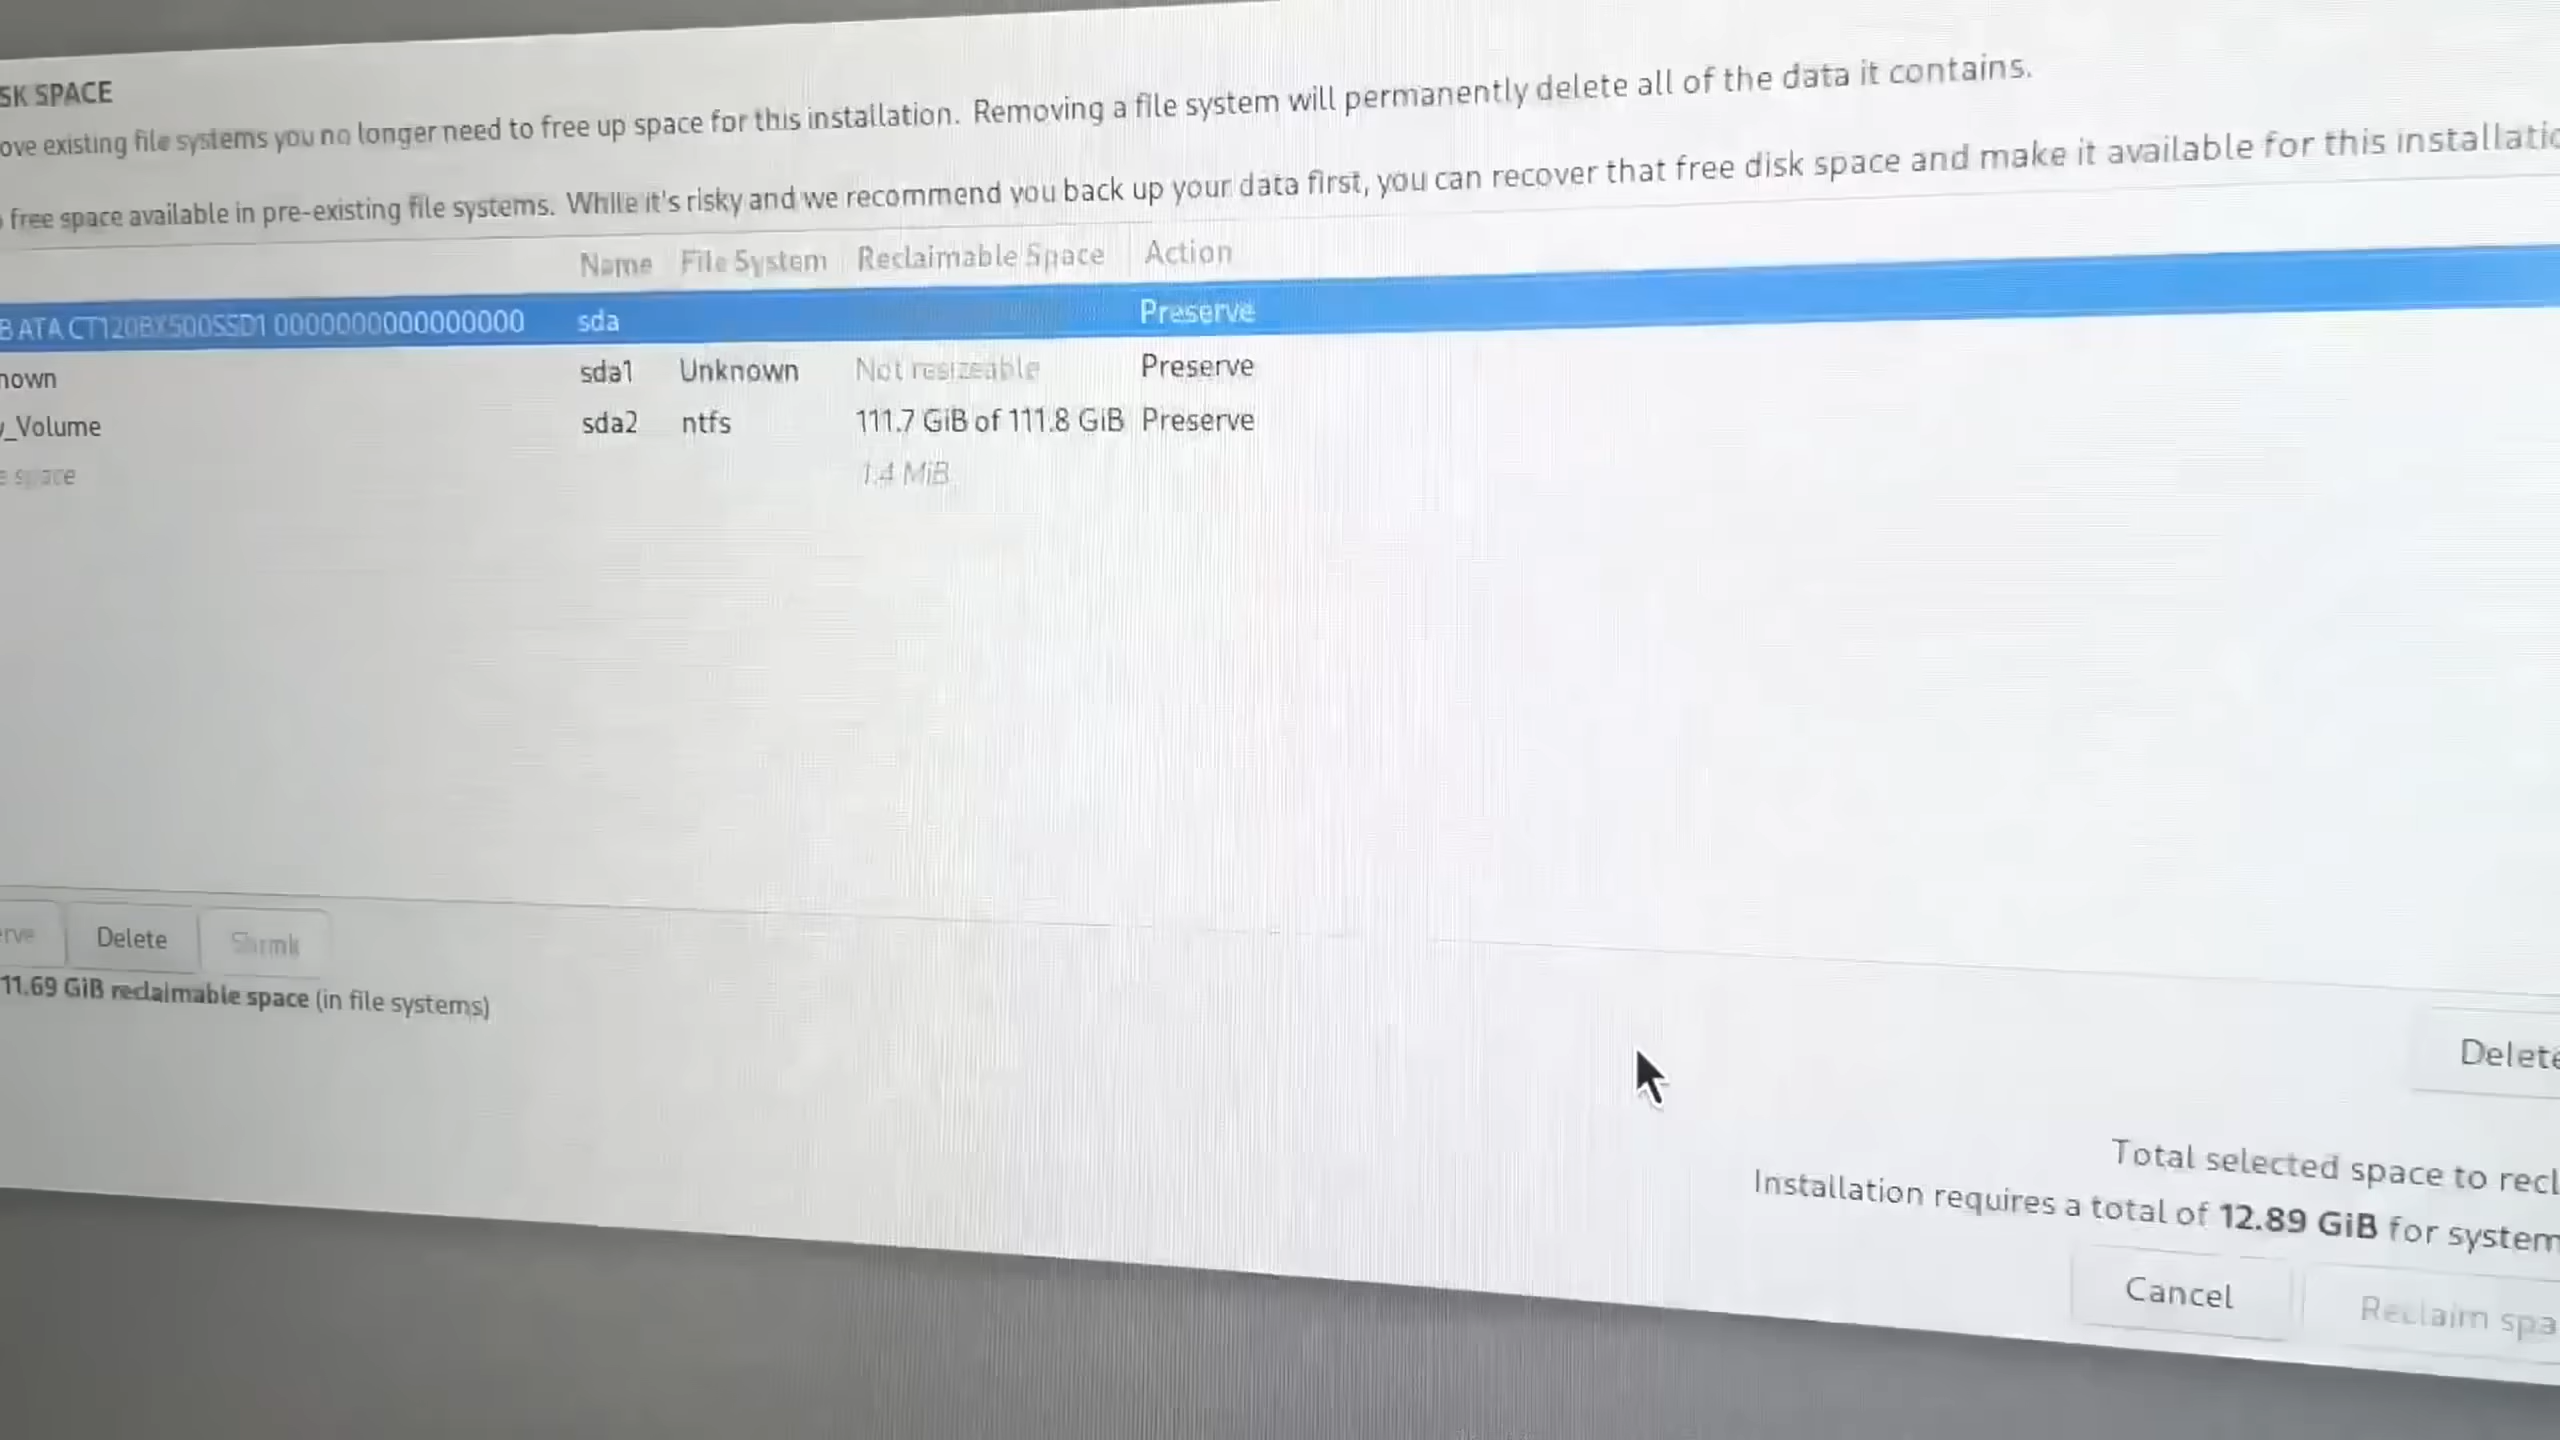 SK SPACE
ove existing file systems you no longer need to free up space for this installation. Removing a file system will permanently delete all of the data it contains.
free space available in pre-existing file systems. While it's risky and we recommend you back up your data first, you can recover that free disk space and make it available for this installatio
Name File System Reclaimable Space Action
B ATA CT120BX500SSD1 0000000000000000 sda Preserve
nown sda1 Unknown Not resizeable Preserve
_Volume sda2 ntfs 111.7 GiB of 111.8 GiB Preserve
e space 1.4 MiB
erve Delete Shrink
11.69 GiB reclaimable space (in file systems)
Delete
Total selected space to recl
Installation requires a total of 12.89 GiB for system
Cancel Reclaim spa